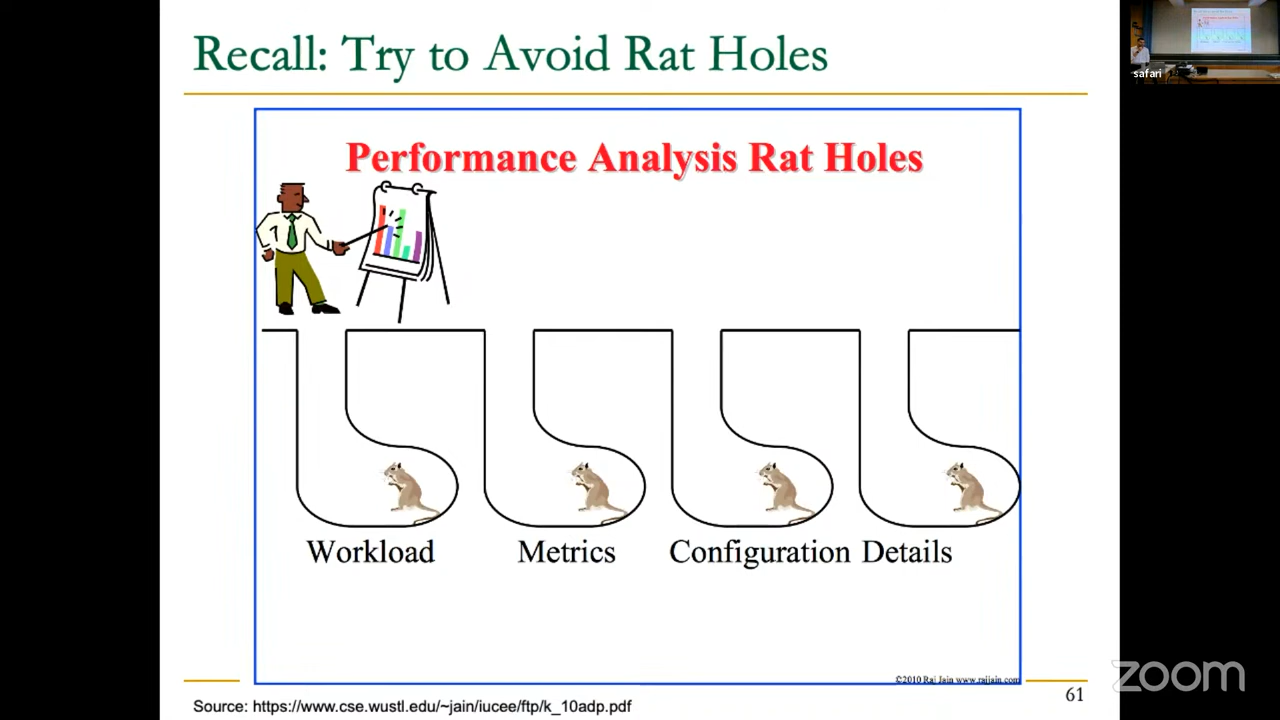 Recall: Try to Avoid Rat Holes
safari
Performance Analysis Rat Holes
Workload
Metrics
Configuration
Details
©2010 Raj Jain www.rajjain.com
Source: https://www.cse.wustl.edu/~jain/iucee/ftp/k_10adp.pdf
61
zoom